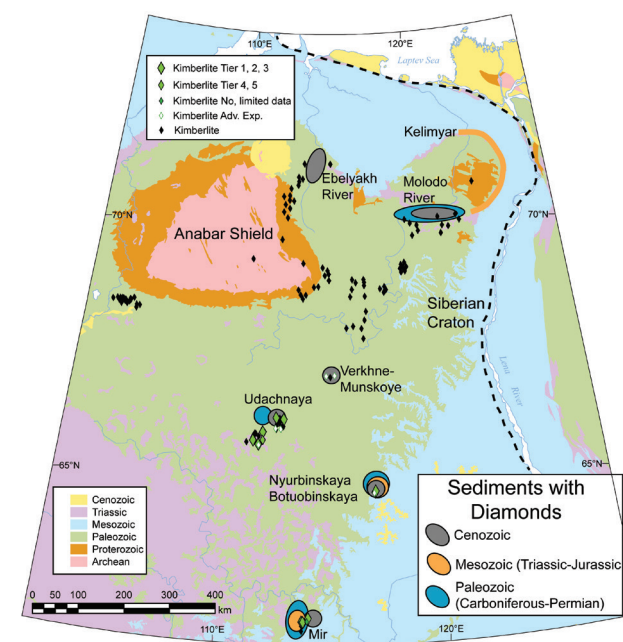 110°E
120°E
Laptev Sea
Kimberlite Tier 1, 2, 3
Kimberlite Tier 4, 5
Kimberlite No, limited data
Kimberlite Adv. Exp.
Kimberlite
Kelimyar
Ebelyakh
River
Molodo
River
70°N
70°N
Anabar Shield
Siberian
Craton
Lena
River
Verkhne-
Munskoye
Udachnaya
65°N
65°N
Nyurbinskaya
Botuobinskaya
Cenozoic
Triassic
Mesozoic
Paleozoic
Proterozoic
Archean
Sediments with
Diamonds
Cenozoic
Mesozoic (Triassic-Jurassic
Paleozoic
(Carboniferous-Permian)
0 50 100 200 300 400
km
110°E
Mir
120°E